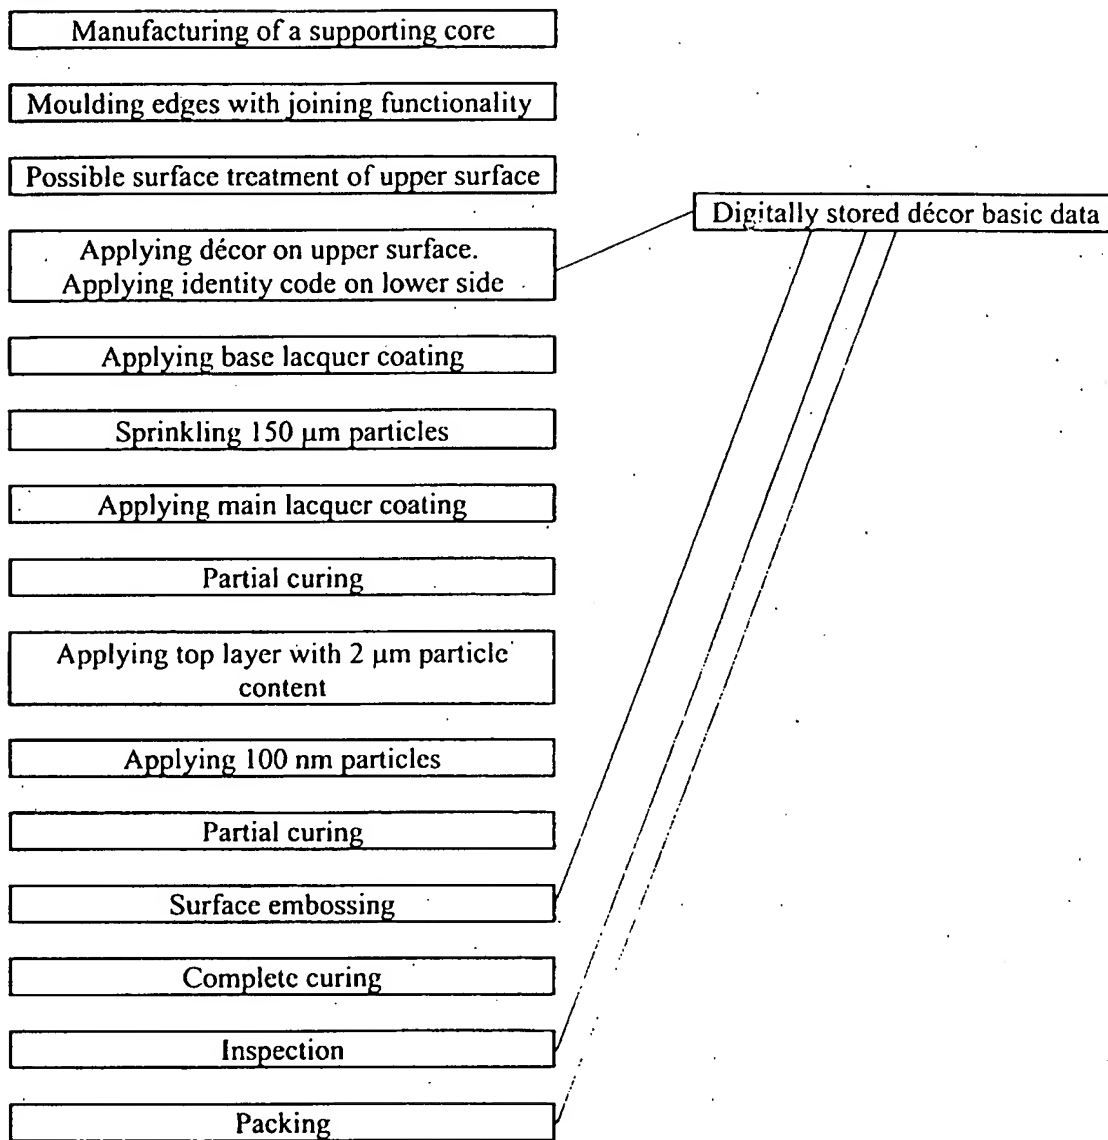 Manufacturing of a supporting core
Moulding edges with joining functionality
Possible surface treatment of upper surface
Digitally stored décor basic data
Applying décor on upper surface.
Applying identity code on lower side
Applying base lacquer coating
Sprinkling 150 µm particles
Applying main lacquer coating
Partial curing
Applying top layer with 2 µm particle
content
Applying 100 nm particles
Partial curing
Surface embossing
Complete curing
Inspection
Packing